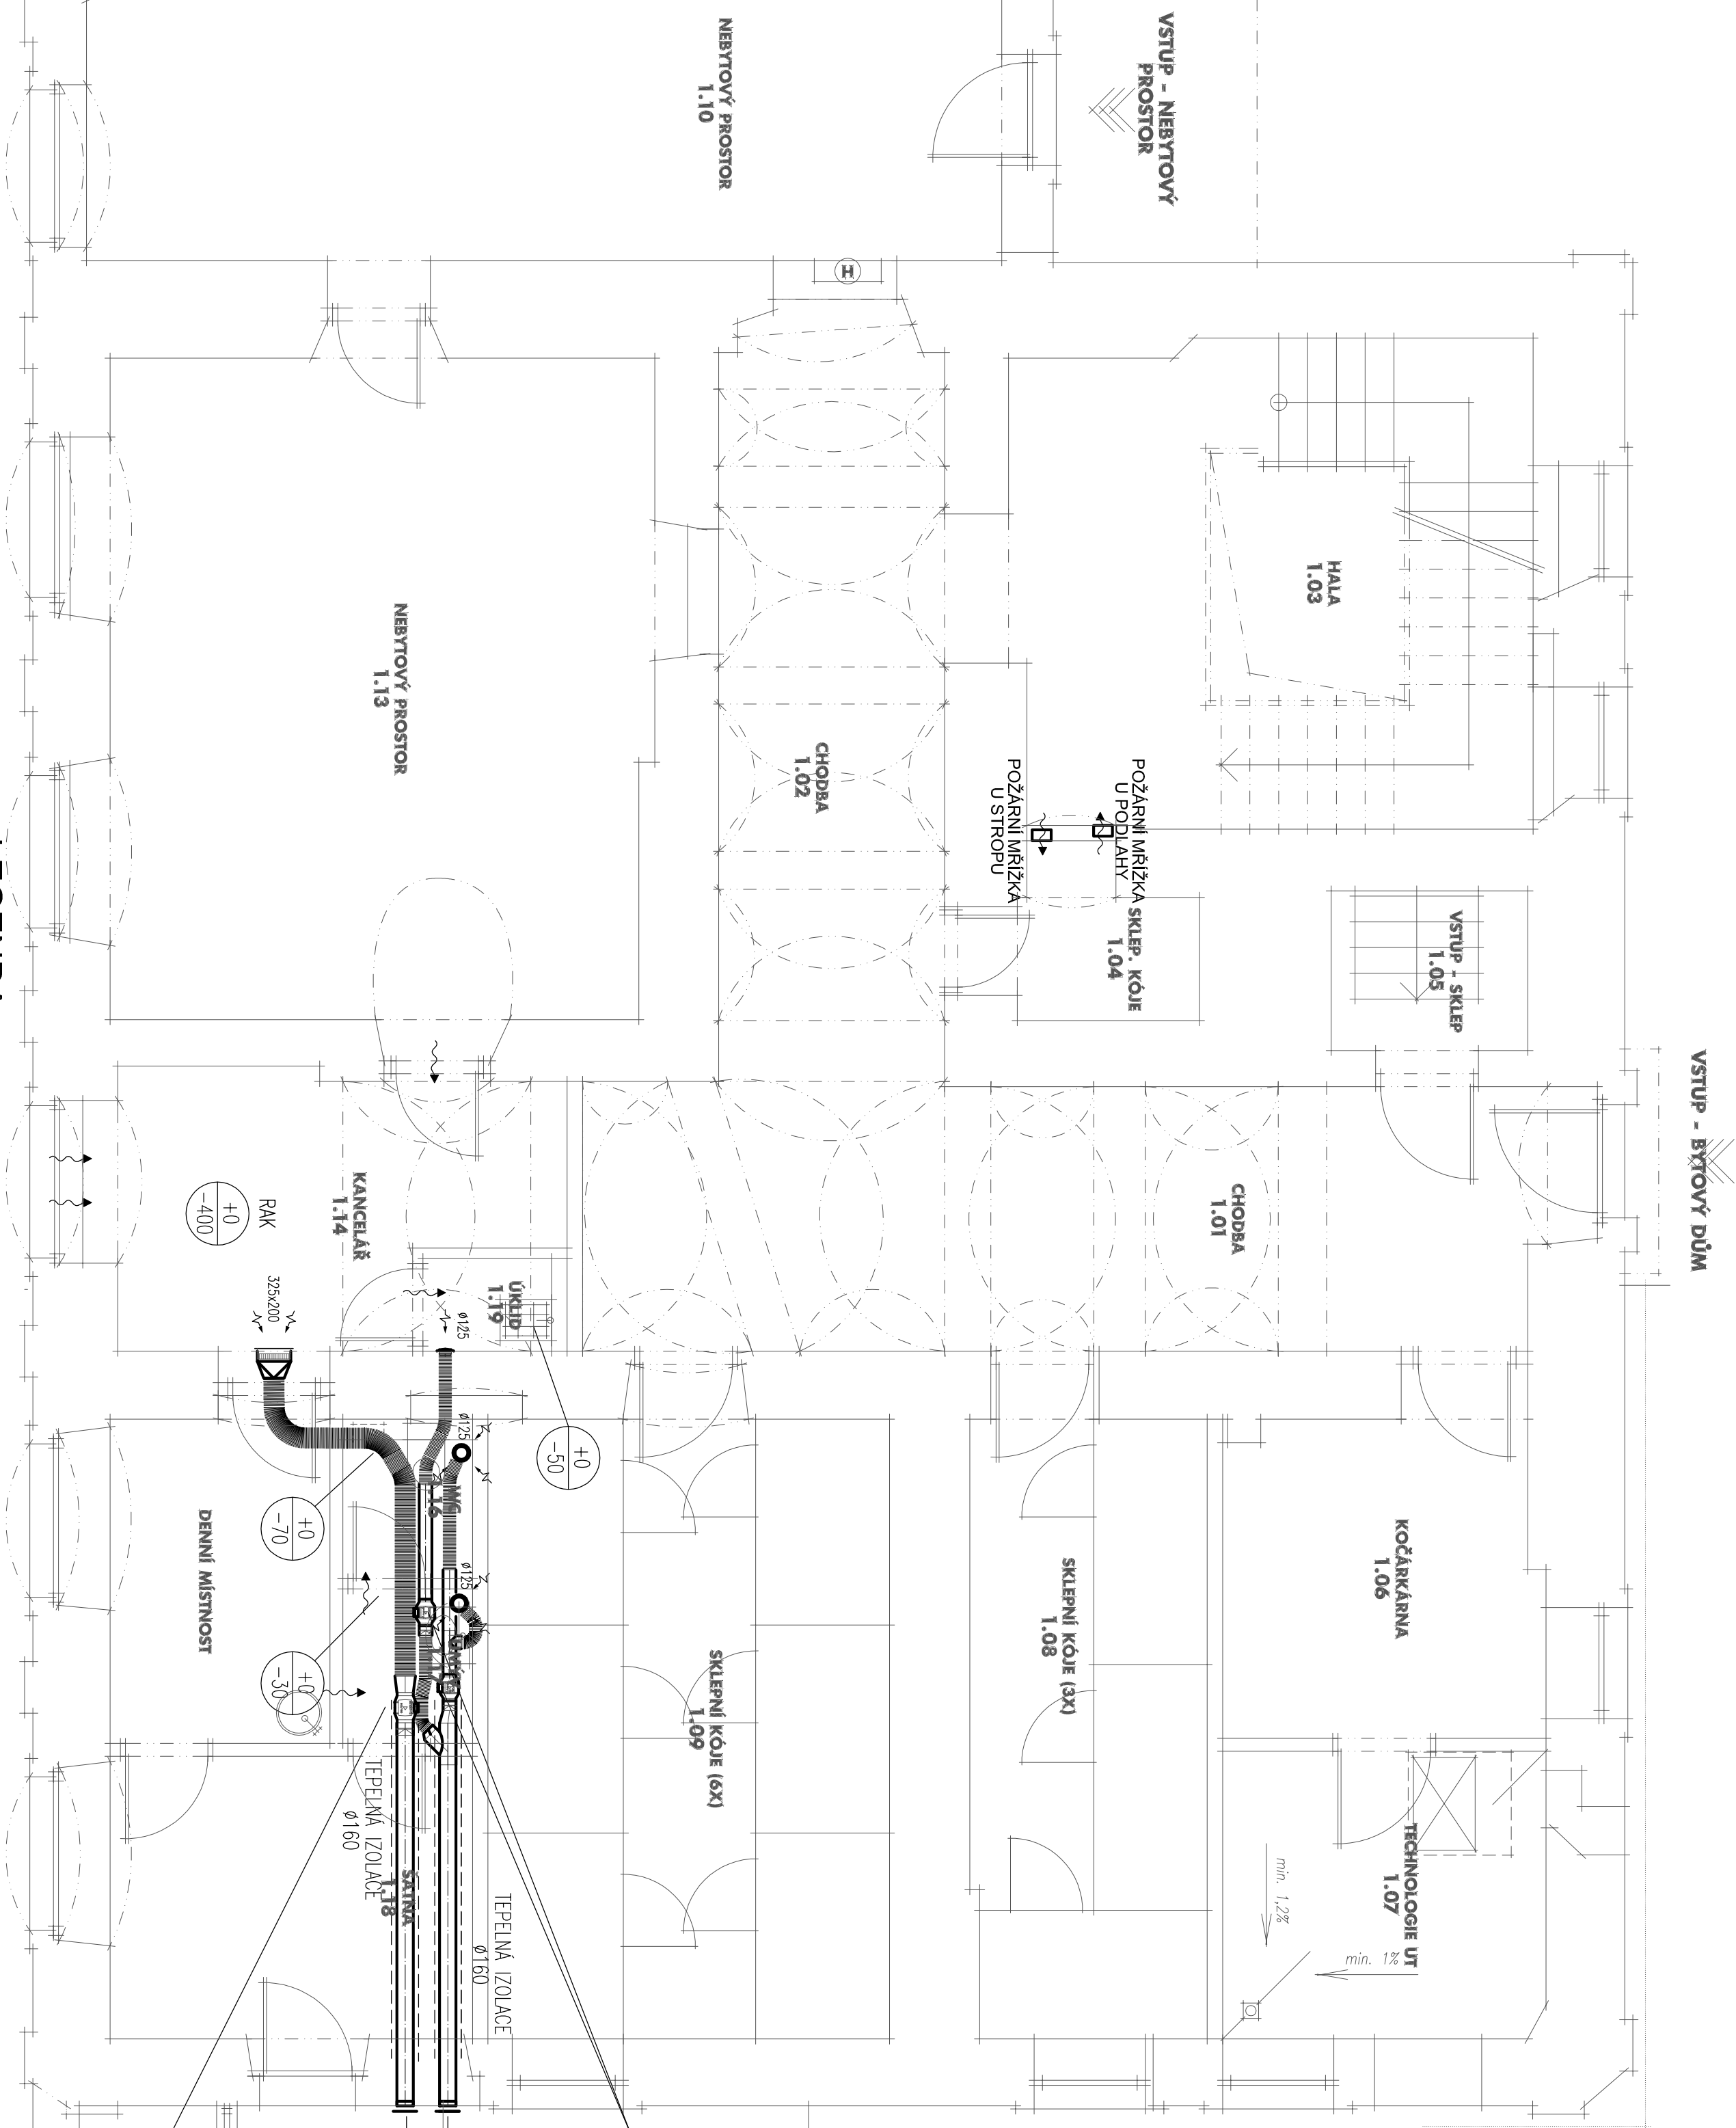 VSTUP - NEBYTOVÝ
PROSTOR
NEBYTOVÝ PROSTOR
1.10
H
HALA
1.03
NEBYTOVÝ PROSTOR
1.13
CHODBA
1.02
POŽÁRNÍ MŘÍŽKA
U PODLAHY
POŽÁRNÍ MŘÍŽKA
U STROPU
SKLEP. KÓJE
1.04
VSTUP - SKLEP
1.05
VSTUP - BYTOVÝ DŮM
CHODBA
1.01
KANCELÁŘ
1.14
RAK
+0
-400
325x200
ÚKLID
1.19
ø125
ø125
+0
-50
WC
+0
-70
DENNÍ MÍSTNOST
ø125
+0
-30
KOČÁRKÁRNA
1.06
SKLEPNÍ KÓJE (3X)
1.08
SKLEPNÍ KÓJE (6X)
1.09
TEPELNÁ IZOLACE
Ø160
ŠATNA
1.18
TEPELNÁ IZOLACE
Ø160
TECHNOLOGIE UT
1.07
min. 1,2%
min. 1%